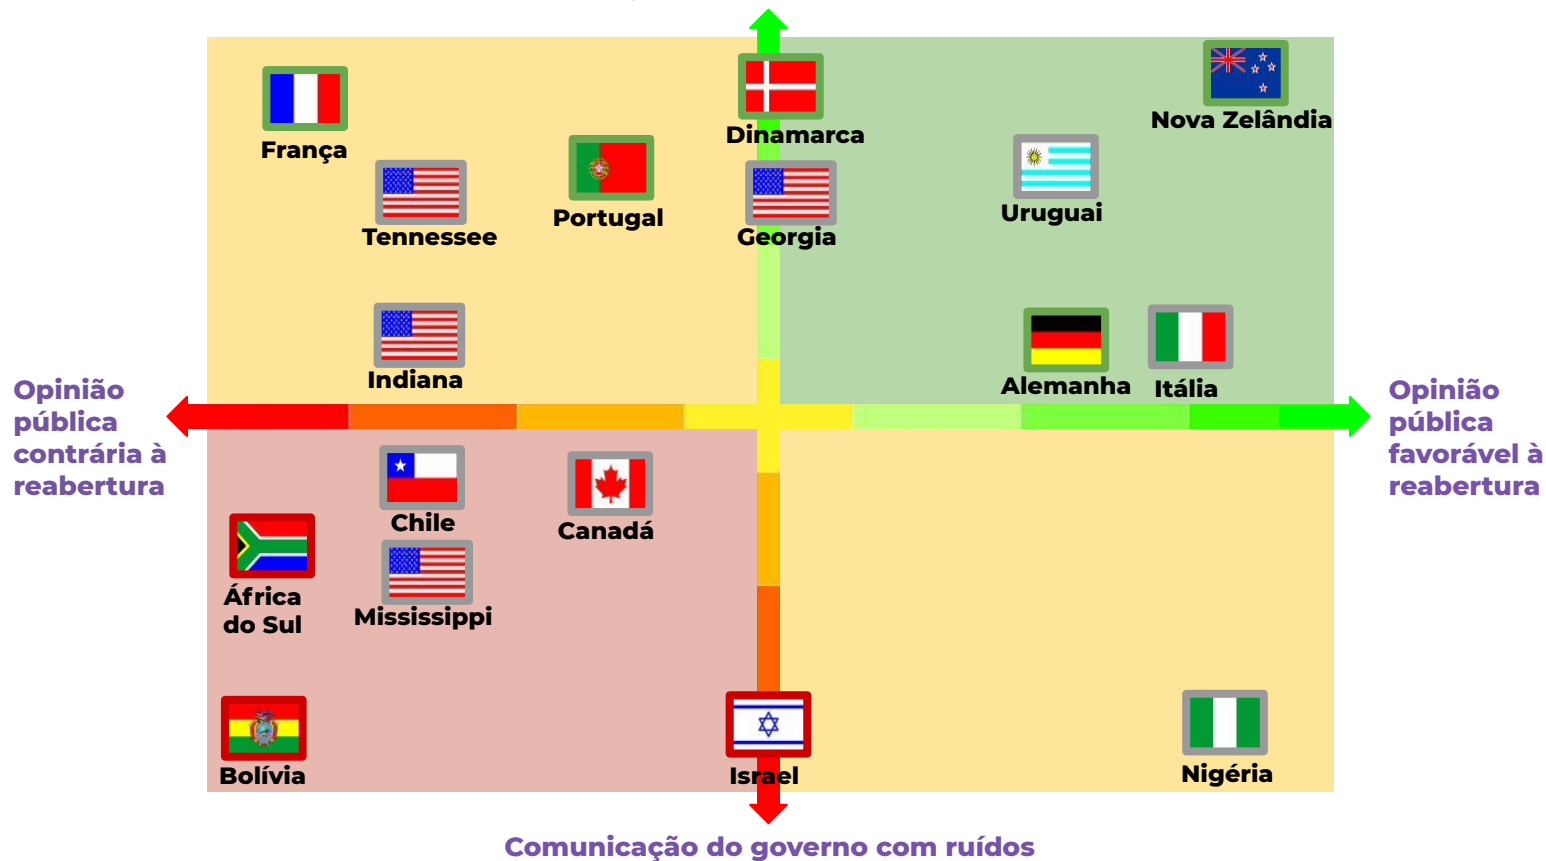 França
Dinamarca
Nova Zelândia
Tennessee
Portugal
Georgia
Uruguai
Indiana
Alemanha
Itália
Opinião
pública
contrária à
reabertura
Opinião
pública
favorável à
reabertura
Chile
Canadá
África
do Sul
Mississippi
Bolívia
Israel
Nigéria
Comunicação do governo com ruídos